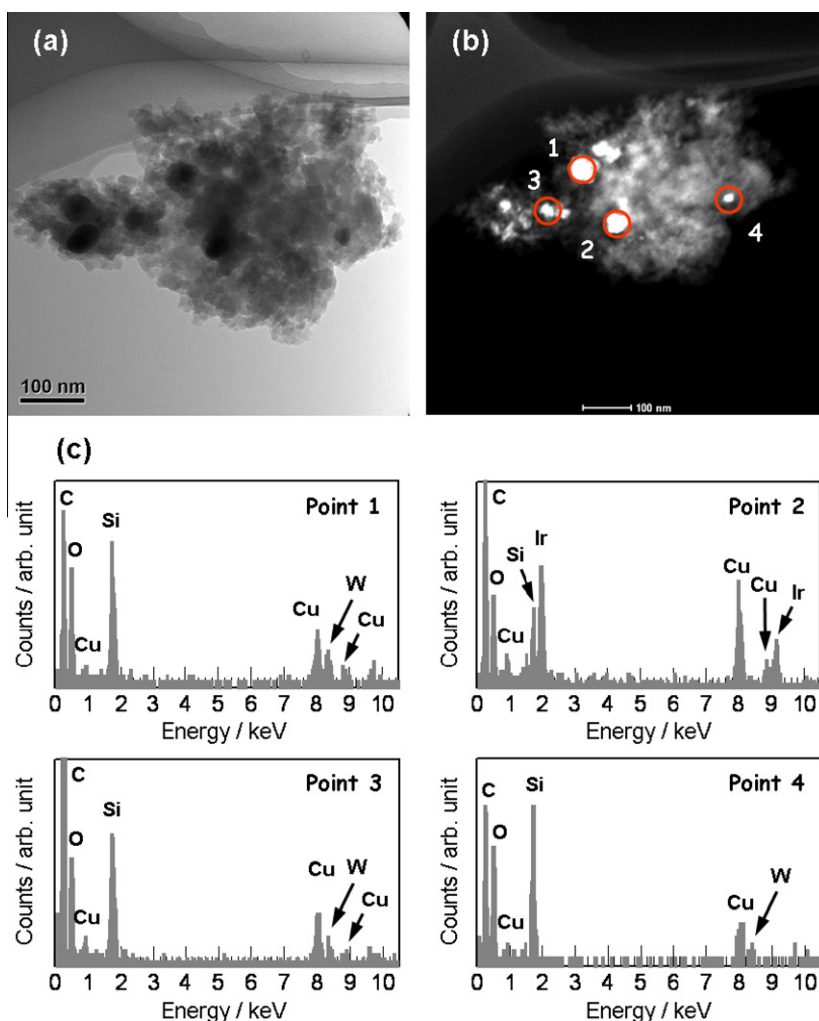 (a)
100 nm
(b)
1
3
2
4
100 nm
(c)
Counts / arb. unit
C
O
Cu
Si
Point 1
Cu
W
Cu
0 1 2 3 4 5 6 7 8 9 10
Energy / keV
Counts / arb. unit
C
O
Cu
Si
Ir
Point 2
Cu
Cu
Ir
0 1 2 3 4 5 6 7 8 9 10
Energy / keV
Counts / arb. unit
C
O
Cu
Si
Point 3
Cu
W
Cu
0 1 2 3 4 5 6 7 8 9 10
Energy / keV
Counts / arb. unit
C
O
Cu
Si
Point 4
Cu
W
0 1 2 3 4 5 6 7 8 9 10
Energy / keV